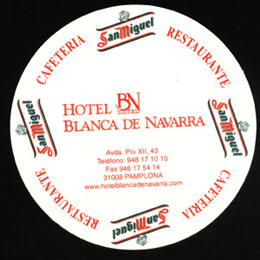 San Miguel
CAFETERIA
RESTAURANTE
San Miguel
San Miguel
HOTEL BN
BLANCA DE NAVARRA
Avda. Pío XII, 43
Teléfono: 948 17 10 10
Fax 948 17 54 14
31008 PAMPLONA
www.hotelblancadenavarra.com
RESTAURANTE
CAFETERIA
San Miguel